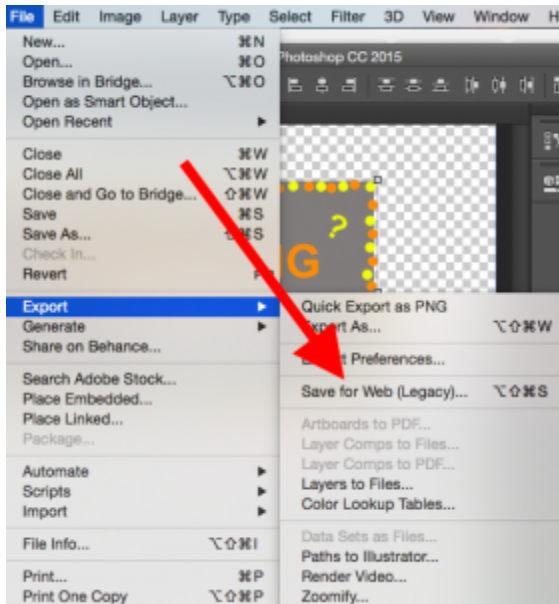 File Edit Image Layer Type Select Filter 3D View Window H
New... ⌘N
Photoshop CC 2015
Open... ⌘O
Browse in Bridge... ⌥⌘O
Open as Smart Object...
Open Recent ▶
Close ⌘W
Close All ⌥⌘W
Close and Go to Bridge... ⇧⌘W
Save ⌘S
Save As... ⇧⌘S
?
Check In...
NG
Revert
Export ▶
Quick Export as PNG
Generate ▶
Export As... ⌥⇧⌘W
Share on Behance...
Preferences...
Search Adobe Stock...
Place Embedded...
Save for Web (Legacy)... ⌥⇧⌘S
Place Linked...
Artboards to PDF...
Package...
Layer Comps to Files...
Layer Comps to PDF...
Automate ▶
Layers to Files...
Scripts ▶
Color Lookup Tables...
Import ▶
Data Sets as Files...
File Info... ⌥⇧⌘I
Paths to Illustrator...
Print... ⌘P
Render Video...
Print One Copy ⌥⇧⌘P
Zoomify...